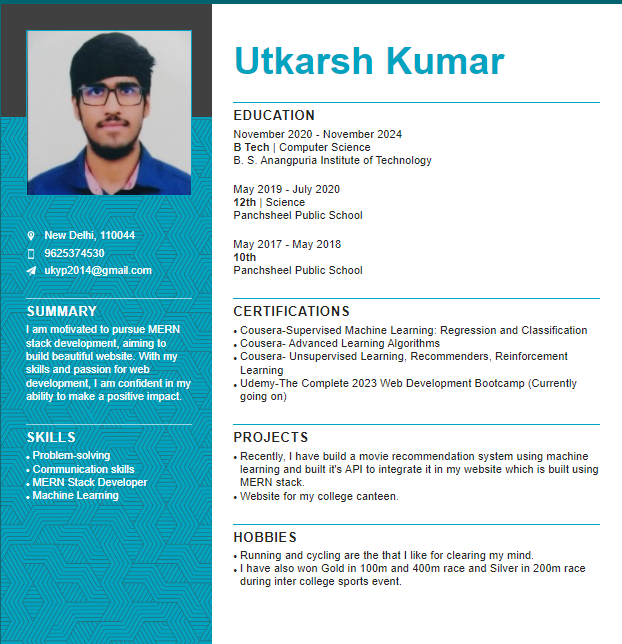 Utkarsh Kumar
New Delhi, 110044
9625374530
ukyp2014@gmail.com
SUMMARY
I am motivated to pursue MERN
stack development, aiming to
build beautiful website. With my
skills and passion for web
development, I am confident in my
ability to make a positive impact.
SKILLS
• Problem-solving
• Communication skills
• MERN Stack Developer
• Machine Learning
EDUCATION
November 2020 - November 2024
B Tech | Computer Science
B. S. Anangpuria Institute of Technology
May 2019 - July 2020
12th | Science
Panchsheel Public School
May 2017 - May 2018
10th
Panchsheel Public School
CERTIFICATIONS
• Cousera-Supervised Machine Learning: Regression and Classification
• Cousera- Advanced Learning Algorithms
• Cousera- Unsupervised Learning, Recommenders, Reinforcement
Learning
• Udemy-The Complete 2023 Web Development Bootcamp (Currently
going on)
PROJECTS
• Recently, I have build a movie recommendation system using machine
learning and built it's API to integrate it in my website which is built using
MERN stack.
• Website for my college canteen.
HOBBIES
• Running and cycling are the that I like for clearing my mind.
• I have also won Gold in 100m and 400m race and Silver in 200m race
during inter college sports event.